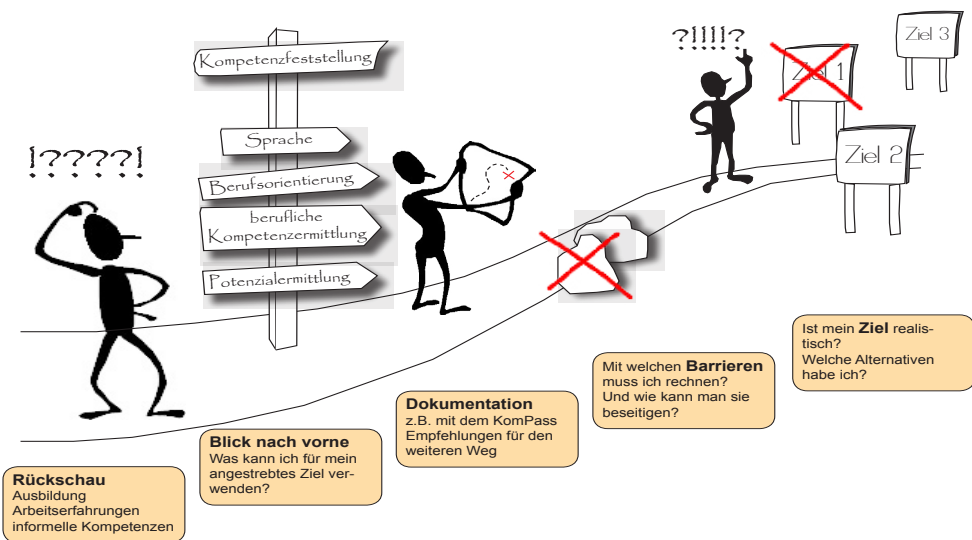 !????!
Kompetenzfeststellung
Sprache
Berufsorientierung
berufliche
Kompetenzermittlung
Potenzialermittlung
?!!!!?
Ziel 1
Ziel 3
Ziel 2
Rückschau
Ausbildung
Arbeitserfahrungen
informelle Kompetenzen
Blick nach vorne
Was kann ich für mein
angestrebtes Ziel ver-
wenden?
Dokumentation
z.B. mit dem KomPass
Empfehlungen für den
weiteren Weg
Mit welchen Barrieren
muss ich rechnen?
Und wie kann man sie
beseitigen?
Ist mein Ziel realis-
tisch?
Welche Alternativen
habe ich?